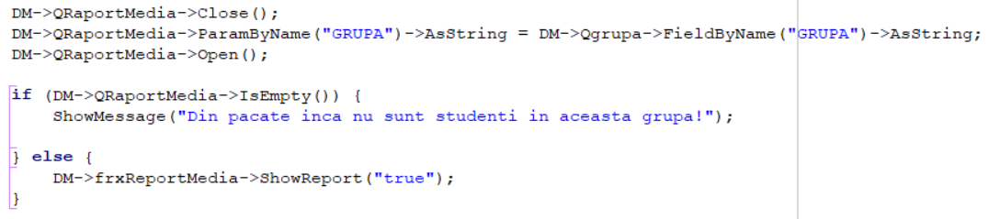 DM->QRaportMedia->Close();
DM->QRaportMedia->ParamByName("GRUPA")->AsString = DM->Qgrupa->FieldByName("GRUPA")->AsString;
DM->QRaportMedia->Open();
if (DM->QRaportMedia->IsEmpty()) {
ShowMessage("Din pacate inca nu sunt studenti in aceasta grupa!");
} else {
DM->frxReportMedia->ShowReport("true");
}